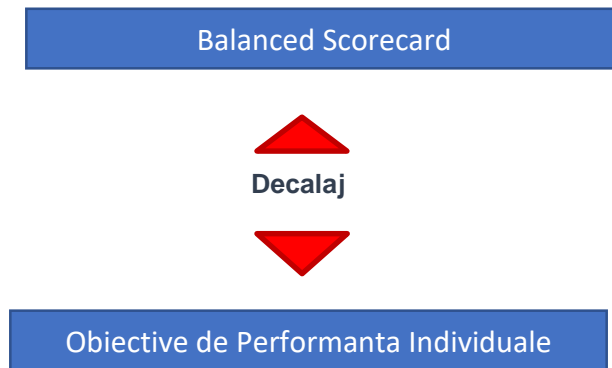 Balanced Scorecard
Decalaj
Obiective de Performanta Individuale